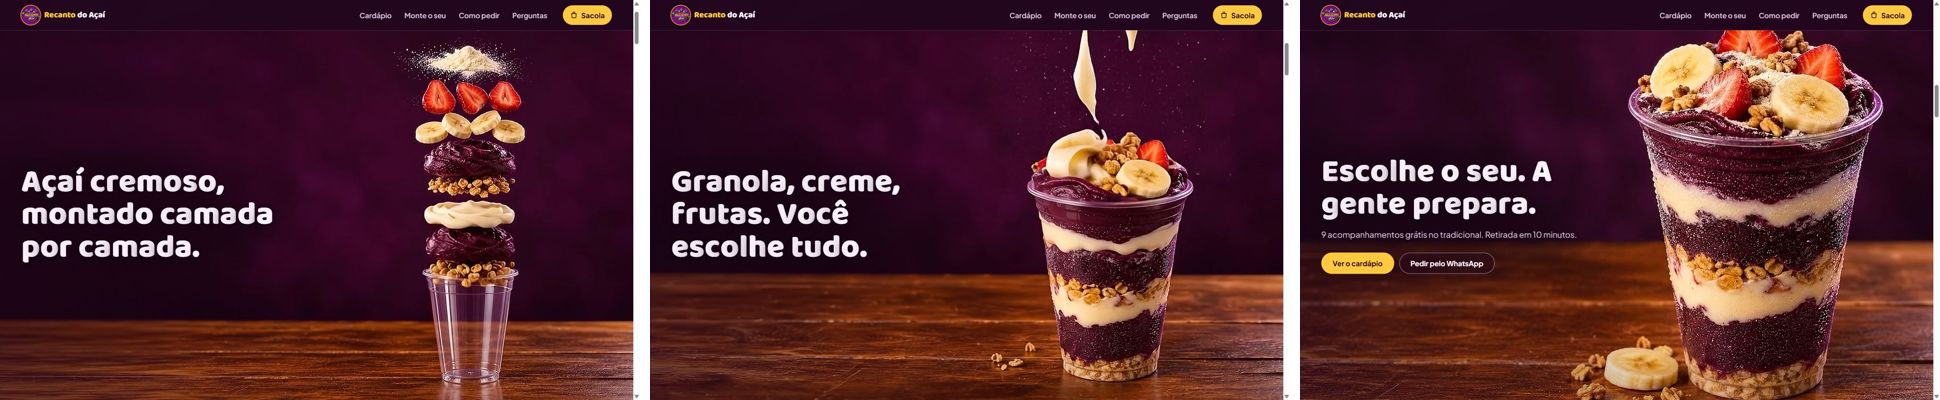 Recanto do Açaí
Cardápio Monte o seu Como pedir Perguntas Sacola
Açaí cremoso,
montado camada
por camada.
Recanto do Açaí
Cardápio Monte o seu Como pedir Perguntas Sacola
Granola, creme,
frutas. Você
escolhe tudo.
Recanto do Açaí
Cardápio Monte o seu Como pedir Perguntas Sacola
Escolhe o seu. A
gente prepara.
9 acompanhamentos grátis no tradicional. Retirada em 10 minutos.
Ver o cardápio Pedir pelo WhatsApp